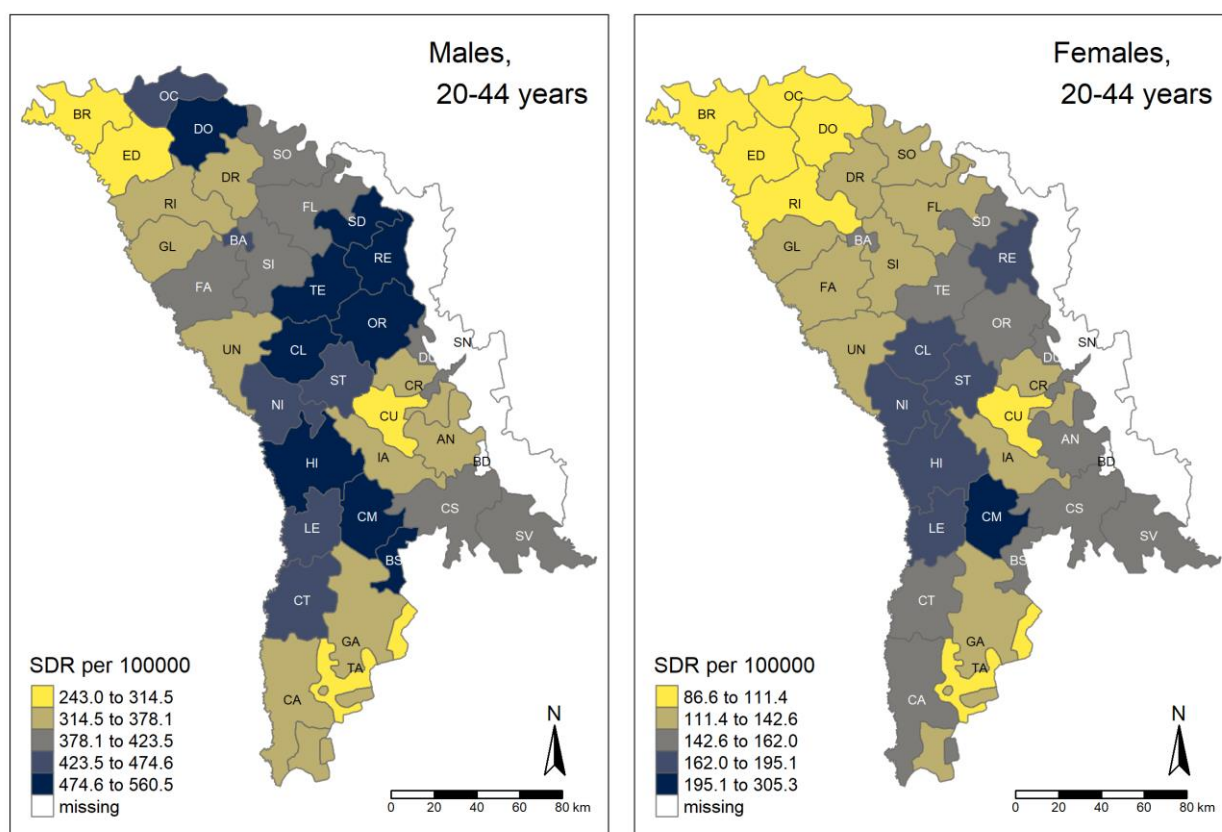 Males,
20-44 years
OC
BR
DO
ED
SO
DR
RI
FL
SD
GL
BA
RE
SI
FA
TE
OR
SN
UN
CL
DU
ST
CR
NI
CU
AN
IA
HI
BD
CS
CM
LE
SV
BS
CT
GA
TA
CA
SDR per 100000
243.0 to 314.5
314.5 to 378.1
378.1 to 423.5
423.5 to 474.6
474.6 to 560.5
missing
N
0 20 40 60 80 km
Females,
20-44 years
OC
BR
DO
ED
SO
DR
RI
FL
SD
BA
GL
RE
SI
FA
TE
OR
SN
UN
CL
DU
ST
CR
NI
CU
AN
IA
HI
BD
CS
CM
LE
SV
BS
CT
GA
TA
CA
SDR per 100000
86.6 to 111.4
111.4 to 142.6
142.6 to 162.0
162.0 to 195.1
195.1 to 305.3
missing
N
0 20 40 60 80 km